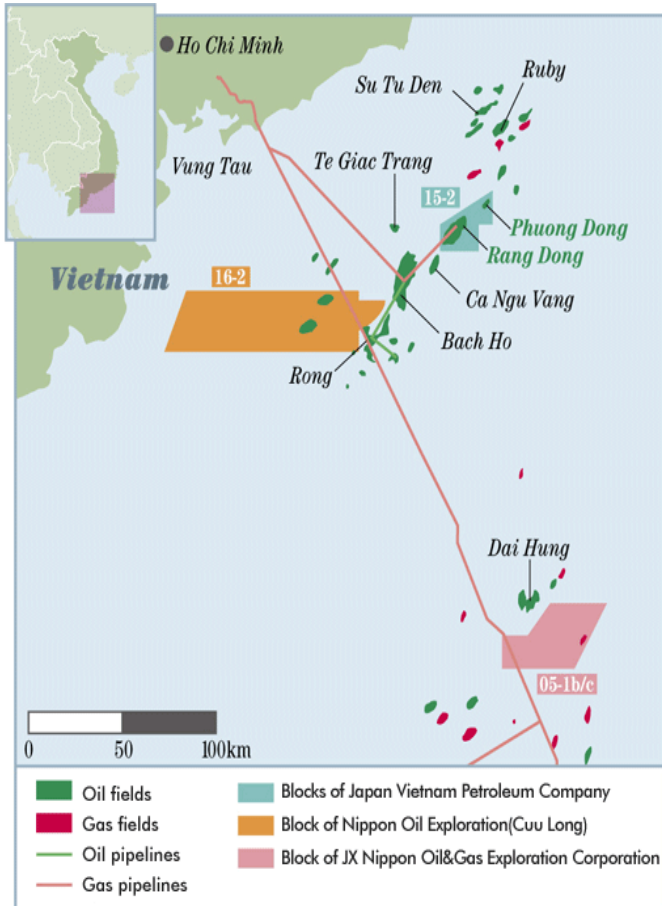 Ho Chi Minh
Su Tu Den
Ruby
Vung Tau
Te Giac Trang
15-2
Phuong Dong
Rang Dong
Vietnam
16-2
Ca Ngu Vang
Bach Ho
Rong
Dai Hung
05-1b/c
0
50
100km
Oil fields
Gas fields
Oil pipelines
Gas pipelines
Blocks of Japan Vietnam Petroleum Company
Block of Nippon Oil Exploration(Cuu Long)
Block of JX Nippon Oil&Gas Exploration Corporation